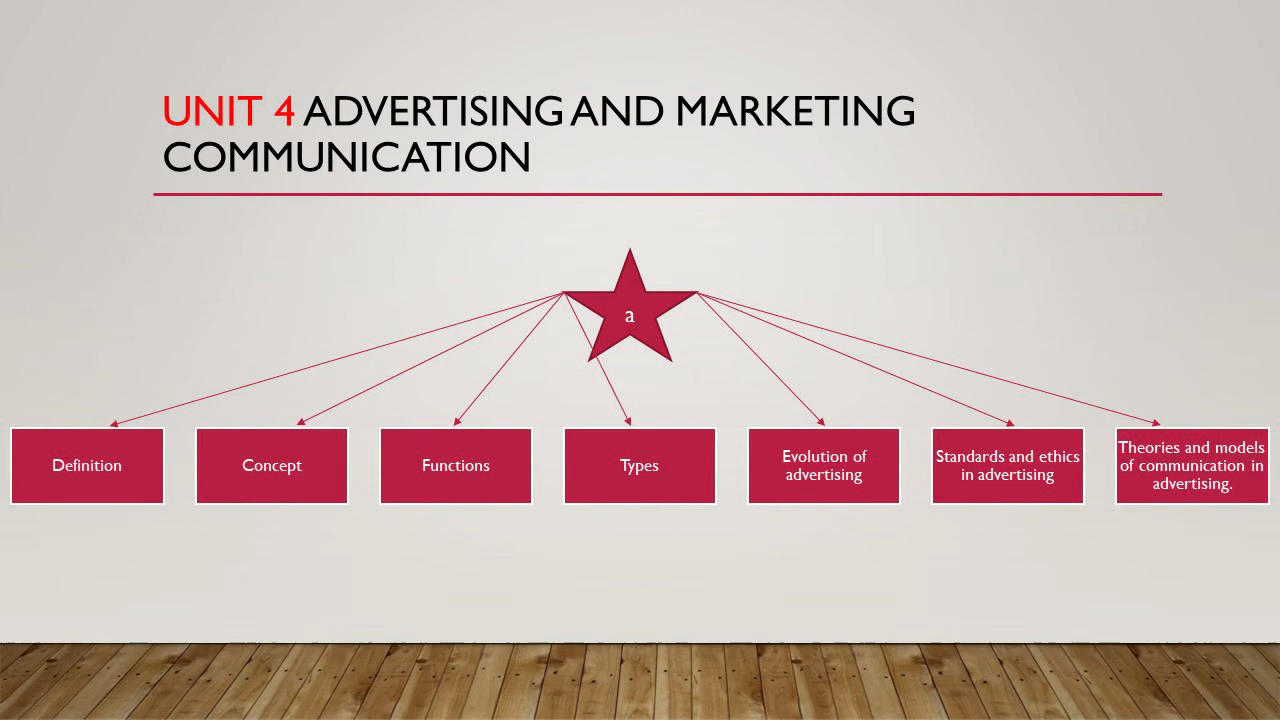 UNIT 4 ADVERTISING AND MARKETING
COMMUNICATION
a
Definition
Concept
Functions
Types
Evolution of
advertising
Standards and ethics
in advertising
Theories and models
of communication in
advertising.